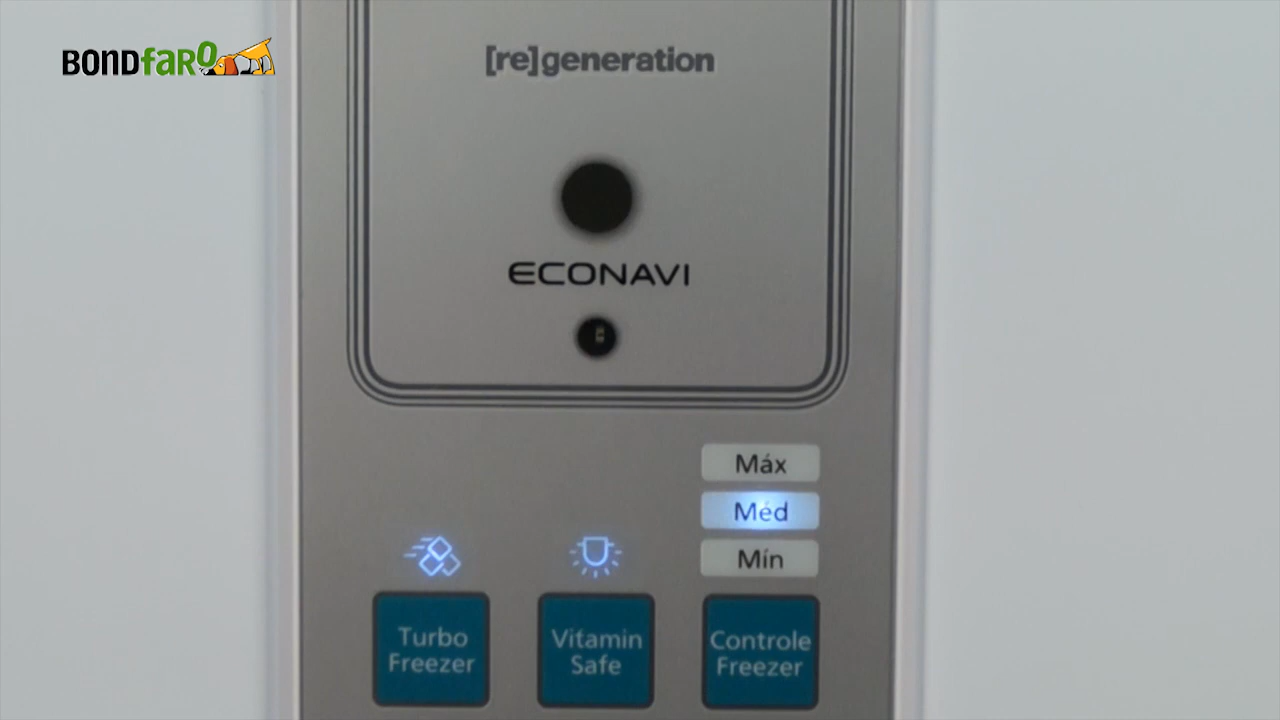 BONDfaro
[re]generation
ECONAVI
Máx
Méd
Mín
Turbo
Freezer
Vitamin
Safe
Controle
Freezer